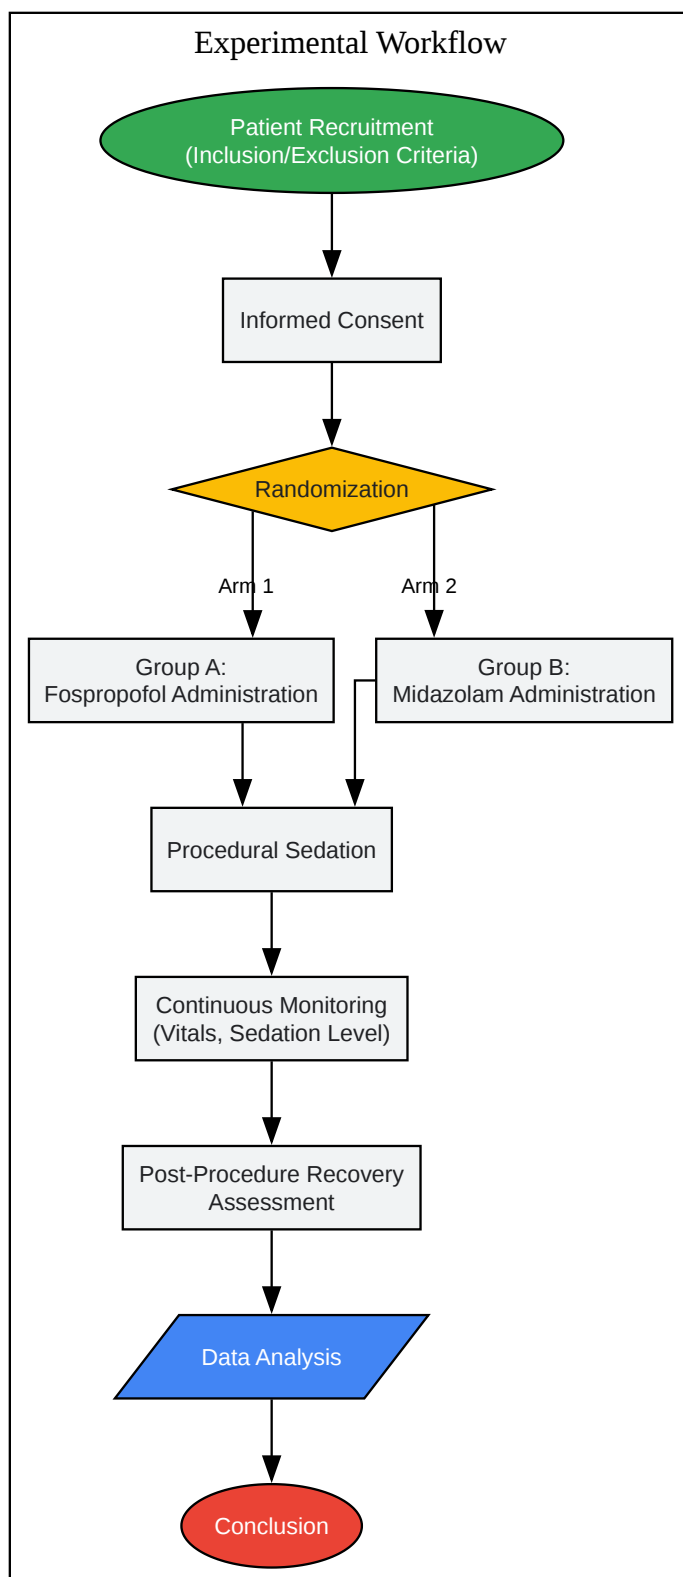 Experimental Workflow
Patient Recruitment
(Inclusion/Exclusion Criteria)
Informed Consent
Randomization
Arm 1
Arm 2
Group A:
Fospropofol Administration
Group B:
Midazolam Administration
Procedural Sedation
Continuous Monitoring
(Vitals, Sedation Level)
Post-Procedure Recovery
Assessment
Data Analysis
Conclusion